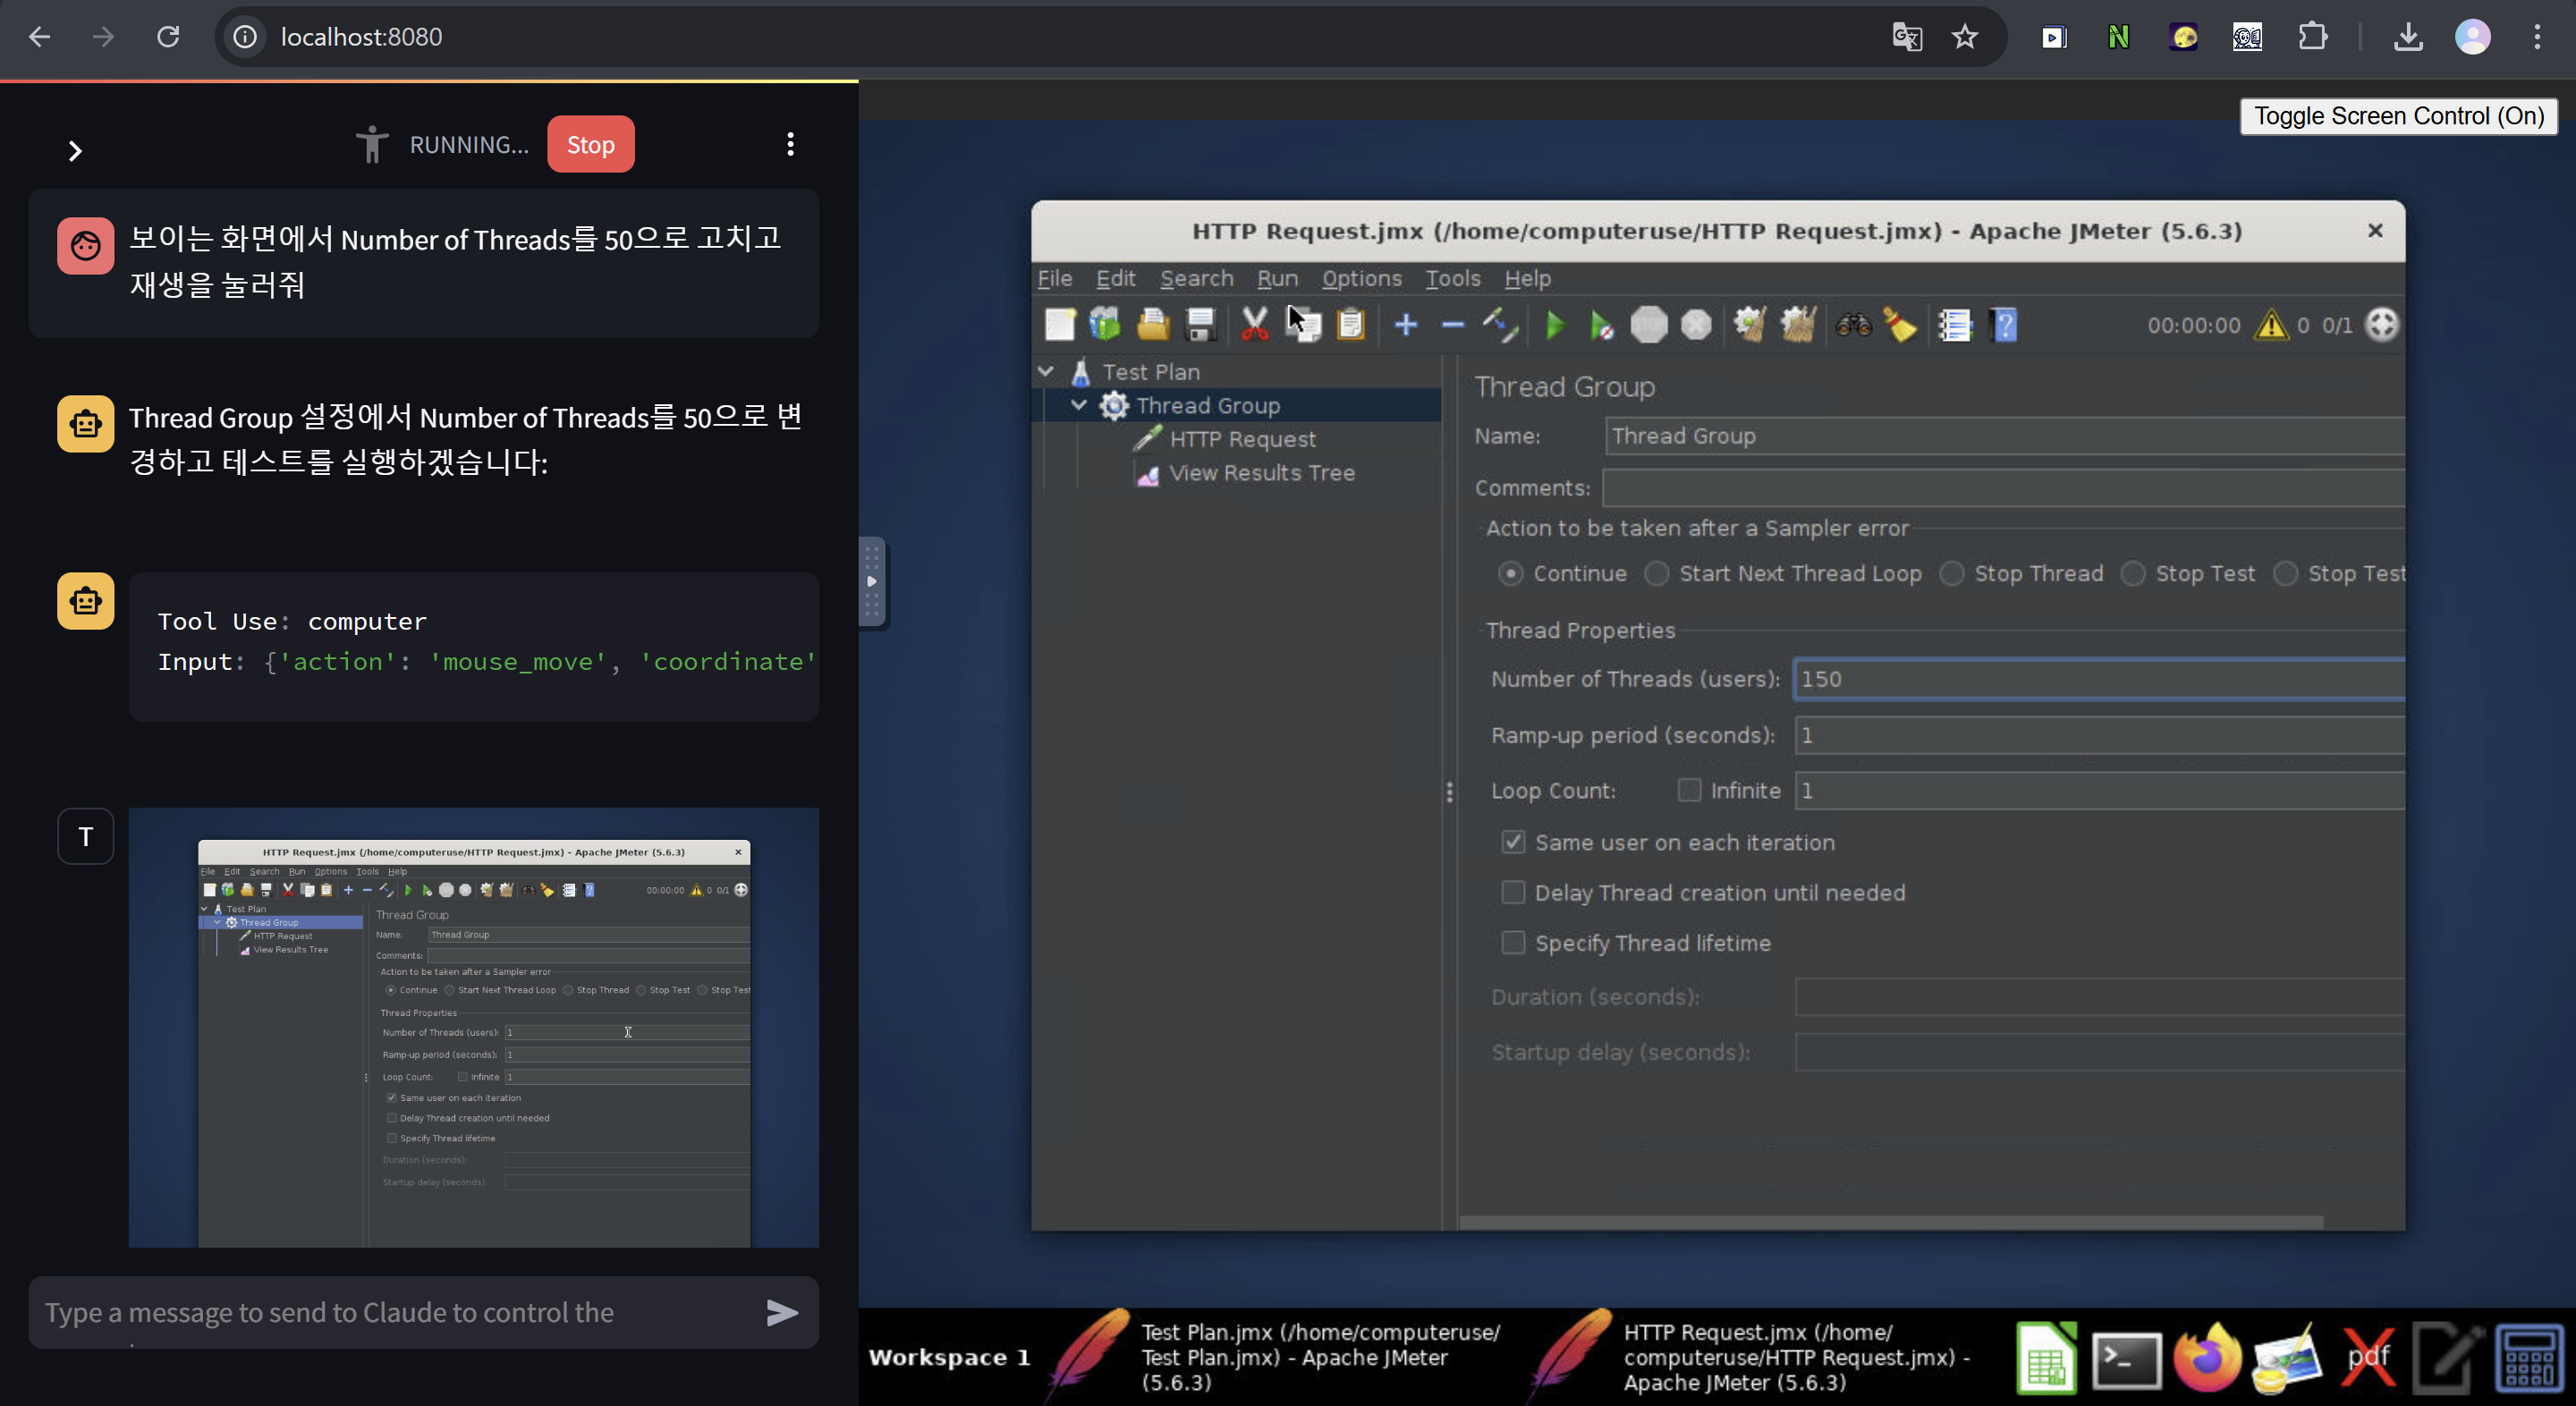 localhost:8080
Toggle Screen Control (On)
RUNNING...
Stop
보이는 화면에서 Number of Threads를 50으로 고치고
재생을 눌러줘
Thread Group 설정에서 Number of Threads를 50으로 변
경하고 테스트를 실행하겠습니다:
Tool Use: computer
Input: {'action': 'mouse_move', 'coordinate'
T
HTTP Request.jmx (/home/computeruse/HTTP Request.jmx) - Apache JMeter (5.6.3)
File Edit Search Run Options Tools Help
00:00:00 0 0/1
Test Plan
Thread Group
HTTP Request
View Results Tree
Thread Group
Name: Thread Group
Comments:
Action to be taken after a Sampler error
Continue Start Next Thread Loop Stop Thread Stop Test Stop Test
Thread Properties
Number of Threads (users): 1
Ramp-up period (seconds): 1
Loop Count: Infinite 1
Same user on each iteration
Delay Thread creation until needed
Specify Thread lifetime
Duration (seconds):
Startup delay (seconds):
Type a message to send to Claude to control the
HTTP Request.jmx (/home/computeruse/HTTP Request.jmx) - Apache JMeter (5.6.3)
File Edit Search Run Options Tools Help
00:00:00 0 0/1
Test Plan
Thread Group
HTTP Request
View Results Tree
Thread Group
Name: Thread Group
Comments:
Action to be taken after a Sampler error
Continue Start Next Thread Loop Stop Thread Stop Test Stop Test
Thread Properties
Number of Threads (users): 150
Ramp-up period (seconds): 1
Loop Count: Infinite 1
Same user on each iteration
Delay Thread creation until needed
Specify Thread lifetime
Duration (seconds):
Startup delay (seconds):
Workspace 1
Test Plan.jmx (/home/computeruse/
Test Plan.jmx) - Apache JMeter
(5.6.3)
HTTP Request.jmx (/home/
computeruse/HTTP Request.jmx) -
Apache JMeter (5.6.3)
pdf